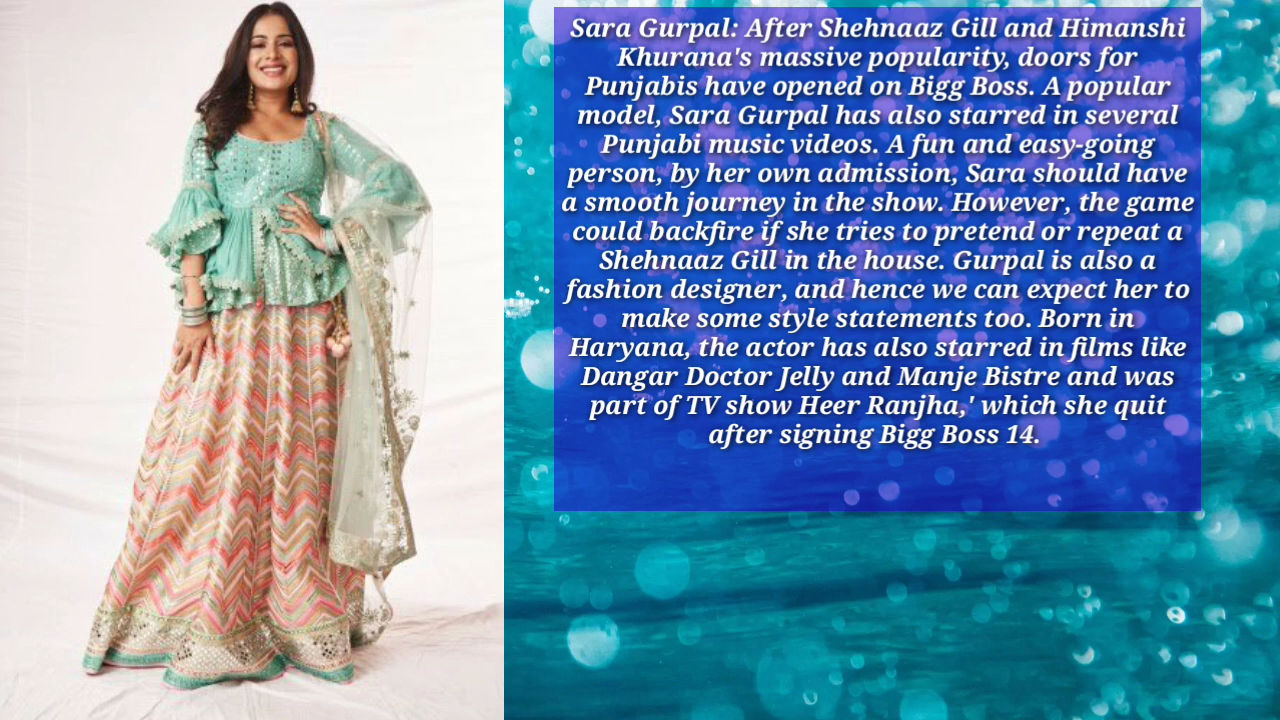 Sara Gurpal: After Shehnaaz Gill and Himanshi
Khurana's massive popularity, doors for
Punjabis have opened on Bigg Boss. A popular
model, Sara Gurpal has also starred in several
Punjabi music videos. A fun and easy-going
person, by her own admission, Sara should have
a smooth journey in the show. However, the game
could backfire if she tries to pretend or repeat a
Shehnaaz Gill in the house. Gurpal is also a
fashion designer, and hence we can expect her to
make some style statements too. Born in
Haryana, the actor has also starred in films like
Dangar Doctor Jelly and Manje Bistre and was
part of TV show Heer Ranjha,' which she quit
after signing Bigg Boss 14.